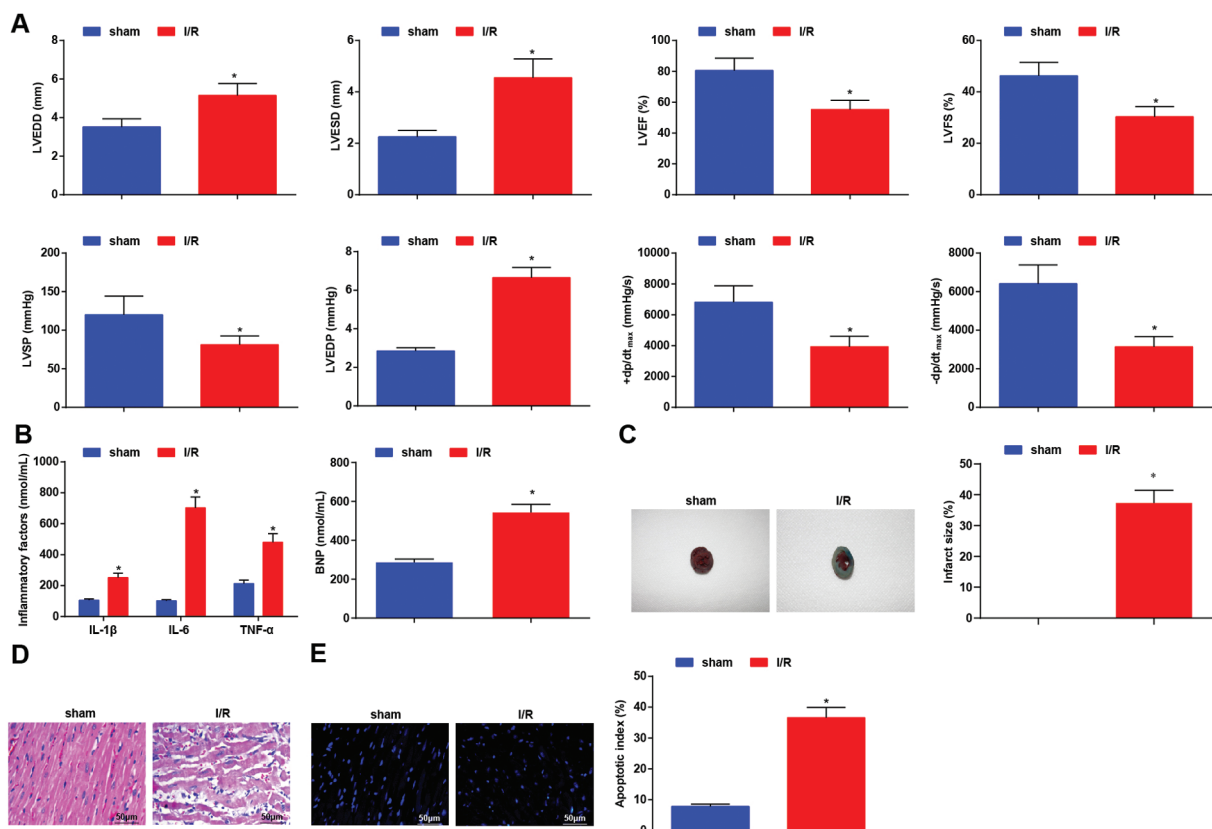 A
sham I/R
LVEDD (mm)
8
6
4
2
0
*
sham I/R
LVESD (mm)
6
4
2
0
*
sham I/R
LVEF (%)
100
80
60
40
20
0
*
sham I/R
LVFS (%)
60
40
20
0
*
sham I/R
LVSP (mmHg)
200
150
100
50
0
*
sham I/R
LVEDP (mmHg)
8
6
4
2
0
*
sham I/R
+dp/dt max (mmHg/s)
10000
8000
6000
4000
2000
0
*
sham I/R
-dp/dt max (mmHg/s)
8000
6000
4000
2000
0
*
B
sham I/R
Inflammatory factors (nmol/mL)
1000
800
600
400
200
0
* * *
IL-1β IL-6 TNF-α
sham I/R
BNP (nmol/mL)
800
600
400
200
0
*
C
sham I/R
sham I/R
Infarct size (%)
50
40
30
20
10
0
*
D
sham I/R
50μm 50μm
E
sham I/R
50μm 50μm
sham I/R
Apoptotic index (%)
50
40
30
20
10
0
*